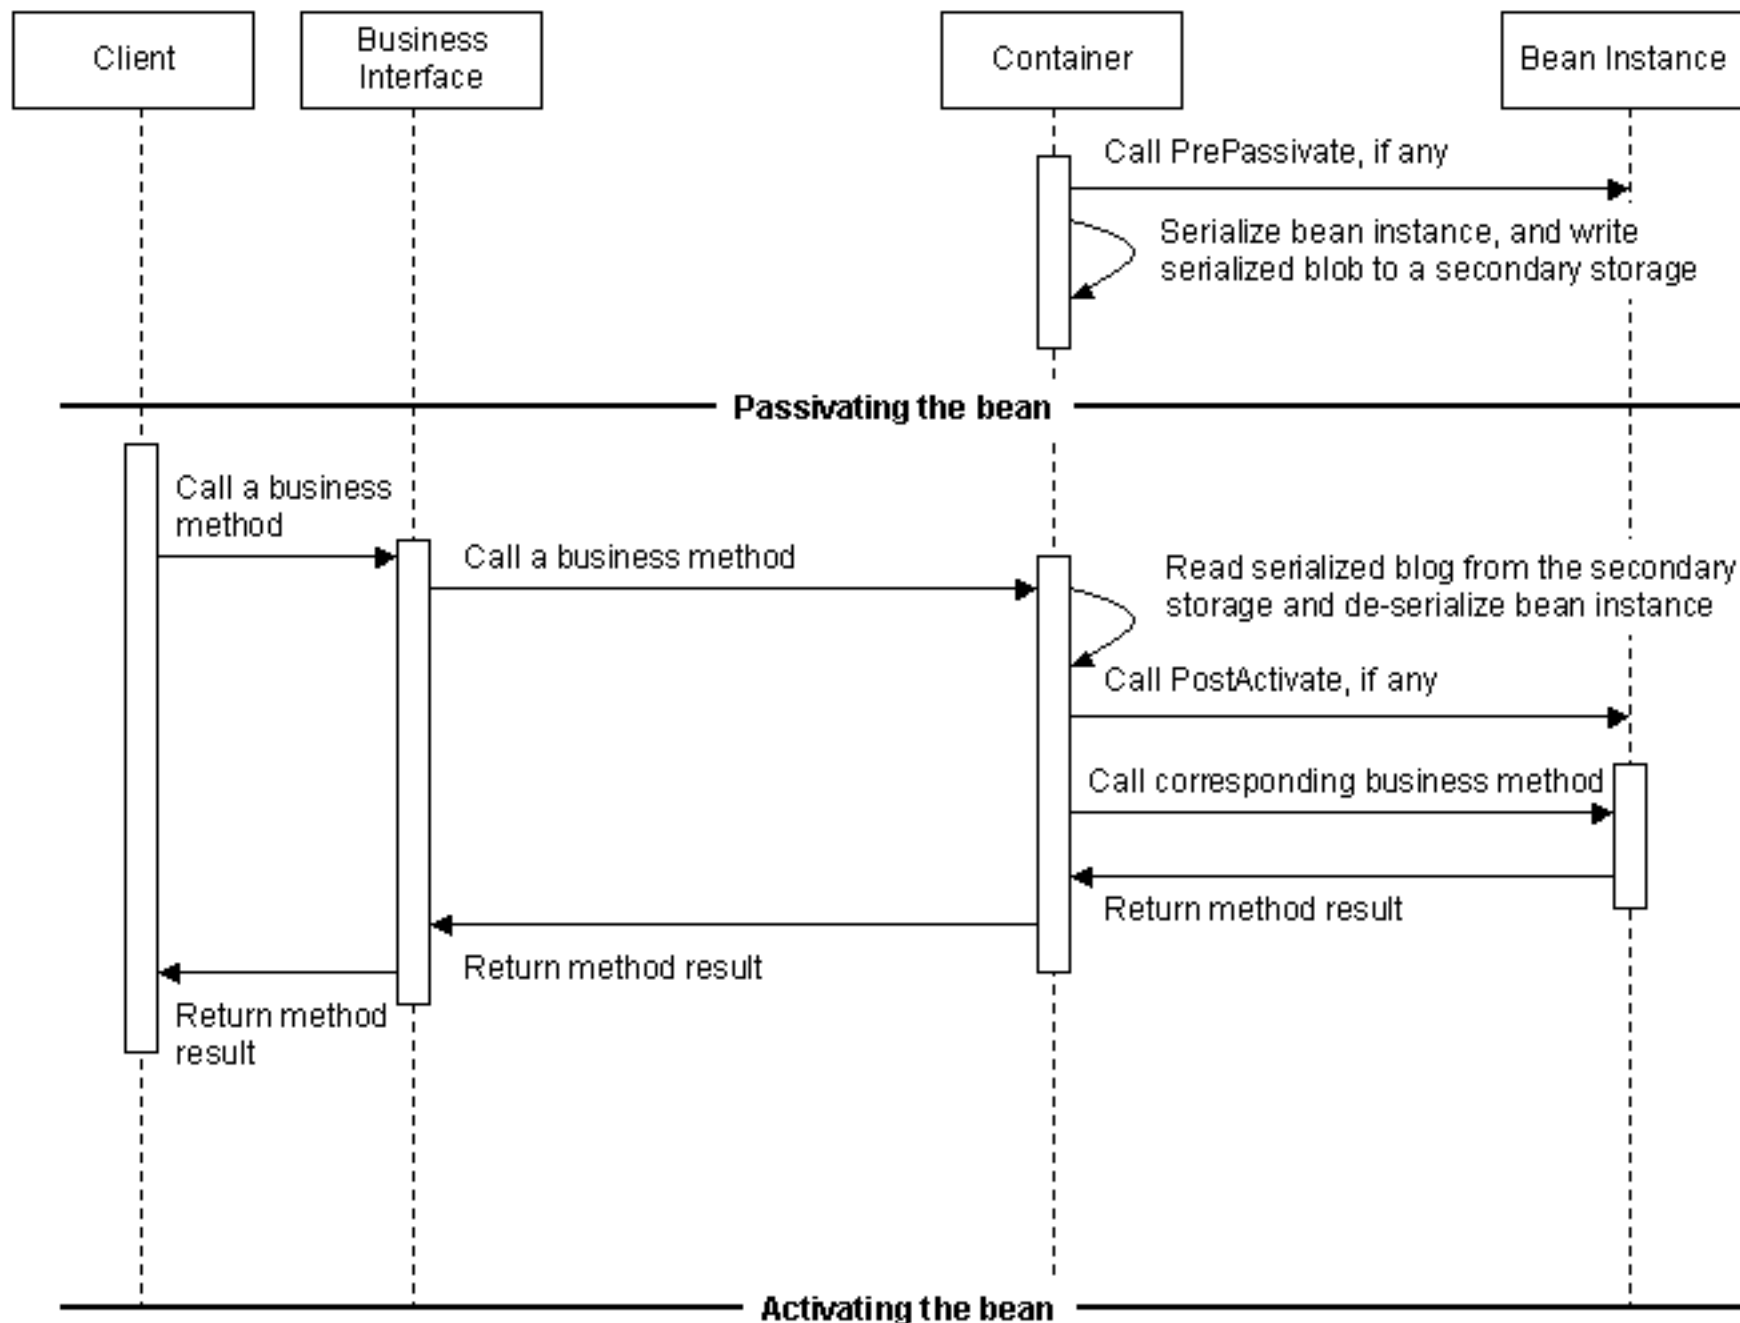 Client
Business
Interface
Container
Bean Instance
Call PrePassivate, if any
Serialize bean instance, and write
serialized blob to a secondary storage
Passivating the bean
Call a business
method
Call a business method
Read serialized blog from the secondary
storage and de-serialize bean instance
Call PostActivate, if any
Call corresponding business method
Return method result
Return method result
Return method
result
Activating the bean